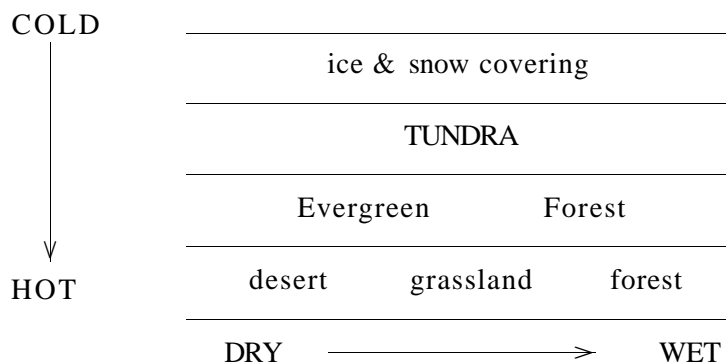 COLD
ice & snow covering
TUNDRA
Evergreen Forest
desert grassland forest
HOT
DRY WET